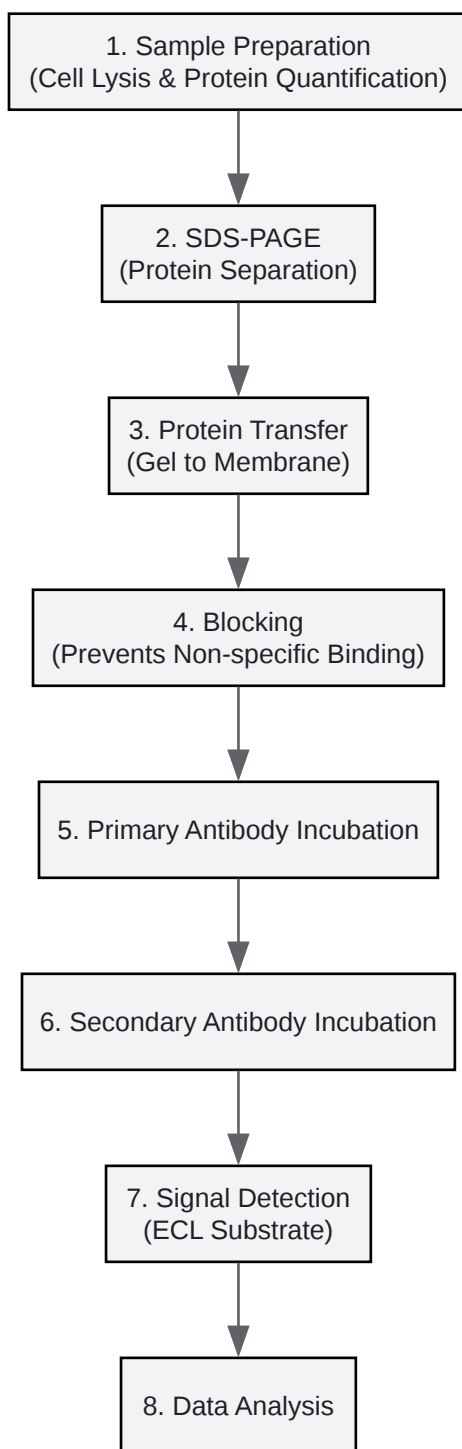 1. Sample Preparation
(Cell Lysis & Protein Quantification)
2. SDS-PAGE
(Protein Separation)
3. Protein Transfer
(Gel to Membrane)
4. Blocking
(Prevents Non-specific Binding)
5. Primary Antibody Incubation
6. Secondary Antibody Incubation
7. Signal Detection
(ECL Substrate)
8. Data Analysis